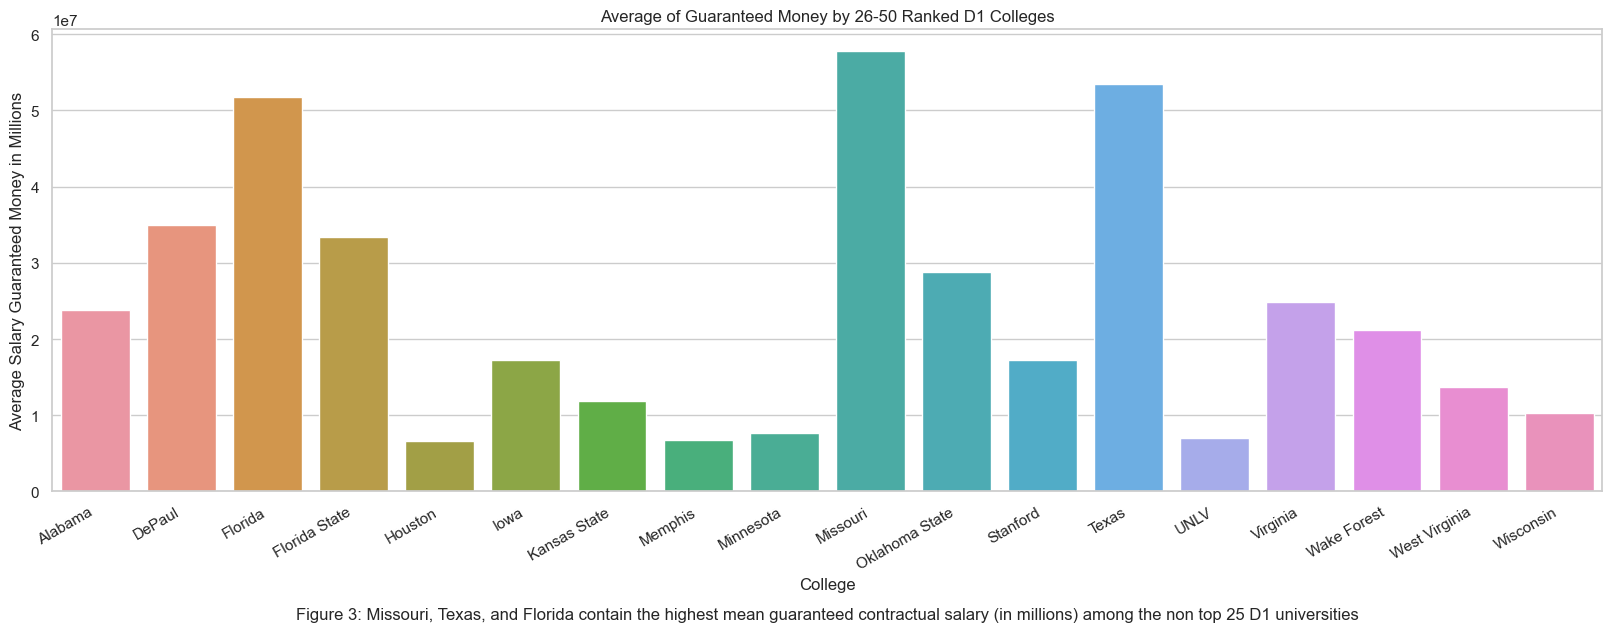 Average of Guaranteed Money by 26-50 Ranked D1 Colleges
1e7
6
5
4
3
2
1
0
Average Salary Guaranteed Money in Millions
Alabama
DePaul
Florida
Florida State
Houston
Iowa
Kansas State
Memphis
Minnesota
Missouri
Oklahoma State
Stanford
Texas
UNLV
Virginia
Wake Forest
West Virginia
Wisconsin
College
Figure 3: Missouri, Texas, and Florida contain the highest mean guaranteed contractual salary (in millions) among the non top 25 D1 universities